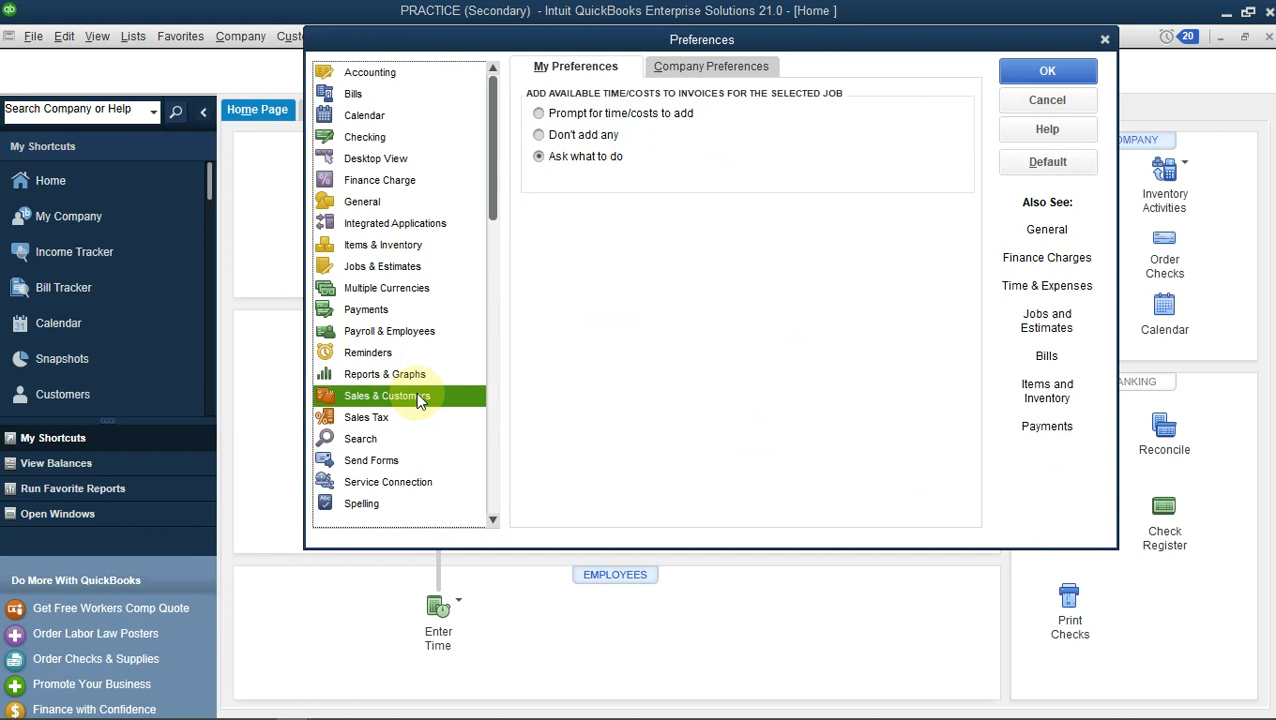 PRACTICE (Secondary) - Intuit QuickBooks Enterprise Solutions 21.0 - [Home ]
File Edit View Lists Favorites Company
20
Preferences
Search Company or Help
Home Page
My Shortcuts
Home
My Company
Income Tracker
Bill Tracker
Calendar
Snapshots
Customers
My Shortcuts
View Balances
Run Favorite Reports
Open Windows
Do More With QuickBooks
Get Free Workers Comp Quote
Order Labor Law Posters
Order Checks & Supplies
Promote Your Business
Finance with Confidence
Accounting
Bills
Calendar
Checking
Desktop View
Finance Charge
General
Integrated Applications
Items & Inventory
Jobs & Estimates
Multiple Currencies
Payments
Payroll & Employees
Reminders
Reports & Graphs
Sales & Customers
Sales Tax
Search
Send Forms
Service Connection
Spelling
My Preferences Company Preferences
ADD AVAILABLE TIME/COSTS TO INVOICES FOR THE SELECTED JOB
Prompt for time/costs to add
Don't add any
Ask what to do
OK
Cancel
Help
Default
Also See:
General
Finance Charges
Time & Expenses
Jobs and
Estimates
Bills
Items and
Inventory
Payments
Inventory
Activities
Order
Checks
Calendar
Reconcile
Check
Register
Print
Checks
EMPLOYEES
Enter
Time